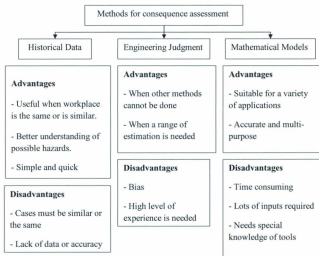 Methods for consequence assessment
Historical Data
Advantages
- Useful when workplace
is the same or is similar.
- Better understanding of
possible hazards.
- Simple and quick
Disadvantages
- Cases must be similar or
the same
- Lack of data or accuracy
Engineering Judgment
Advantages
- When other methods
cannot be done
- When a range of
estimation is needed
Disadvantages
- Bias
- High level of
experience is needed
Mathematical Models
Advantages
- Suitable for a variety
of applications
- Accurate and multi-
purpose
Disadvantages
- Time consuming
- Lots of inputs required
- Needs special
knowledge of tools